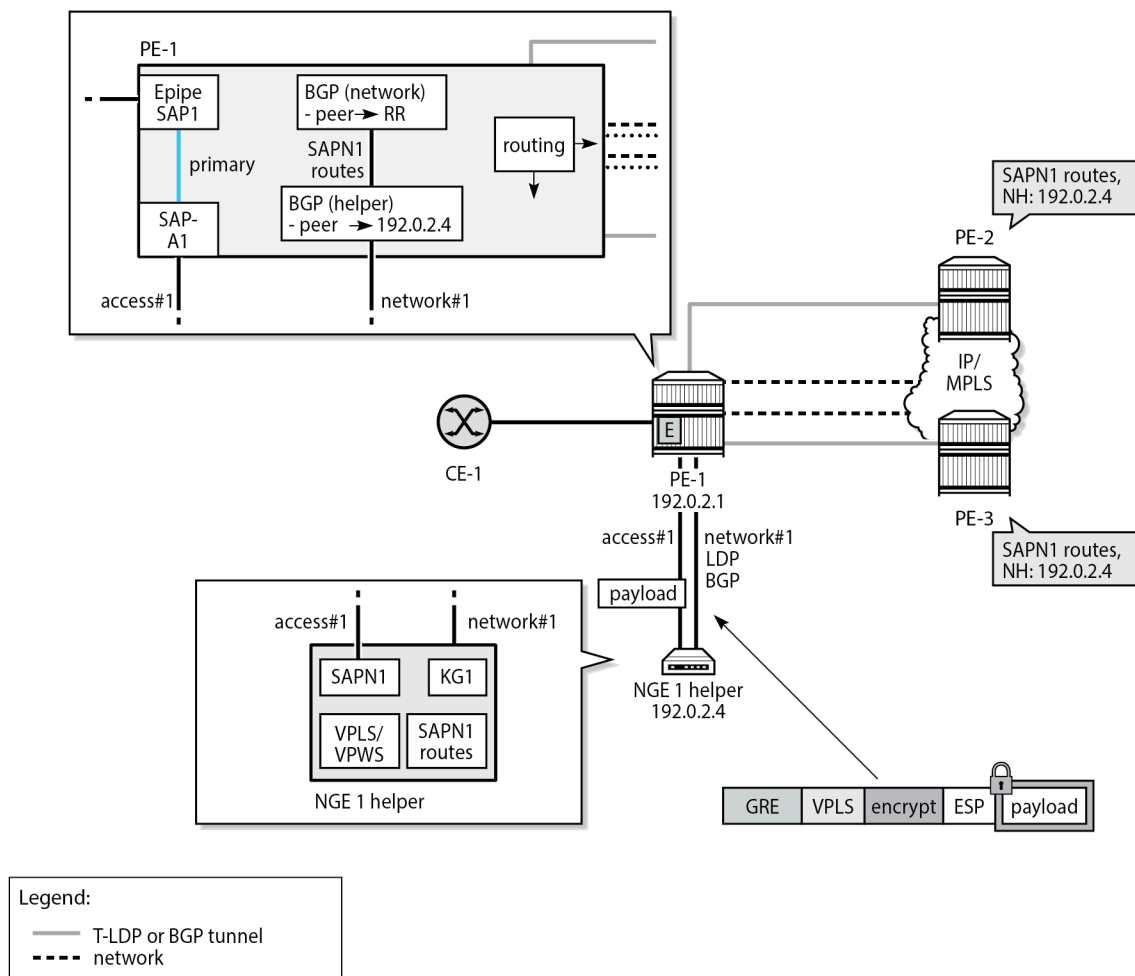 PE-1
Epipe
SAP1
primary
SAP-
A1
access#1
BGP (network)
- peer → RR
SAPN1
routes
BGP (helper)
- peer → 192.0.2.4
network#1
routing
SAPN1 routes,
NH: 192.0.2.4
PE-2
IP/
MPLS
CE-1
E
PE-1
192.0.2.1
PE-3
SAPN1 routes,
NH: 192.0.2.4
access#1
network#1
LDP
BGP
payload
NGE 1 helper
192.0.2.4
access#1
network#1
SAPN1
KG1
VPLS/
VPWS
SAPN1
routes
NGE 1 helper
GRE VPLS encrypt ESP payload
Legend:
T-LDP or BGP tunnel
network